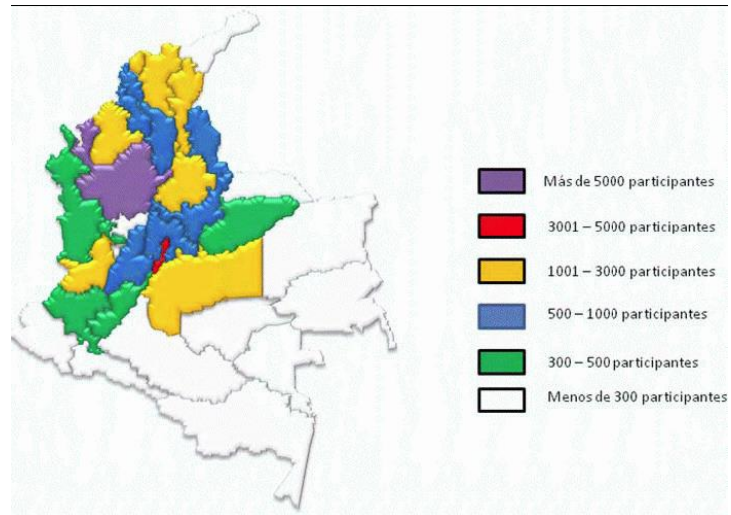 Más de 5000 participantes
3001 – 5000 participantes
1001 – 3000 participantes
500 – 1000 participantes
300 – 500 participantes
Menos de 300 participantes